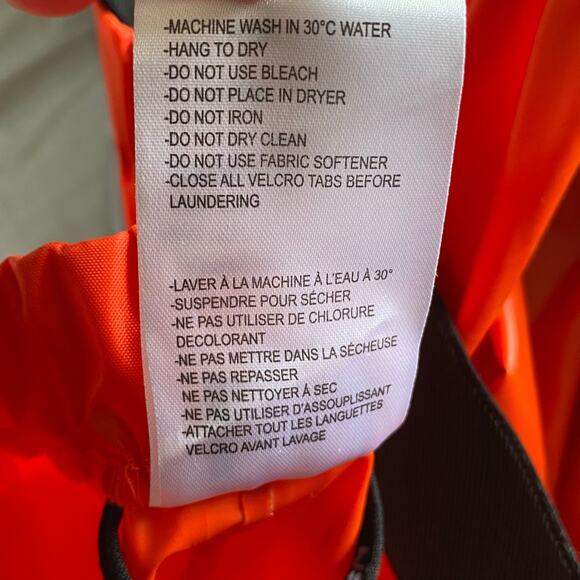 -MACHINE WASH IN 30°C WATER
-HANG TO DRY
-DO NOT USE BLEACH
-DO NOT PLACE IN DRYER
-DO NOT IRON
-DO NOT DRY CLEAN
-DO NOT USE FABRIC SOFTENER
-CLOSE ALL VELCRO TABS BEFORE
LAUNDERING
-LAVER À LA MACHINE À L'EAU À 30°
-SUSPENDRE POUR SÉCHER
-NE PAS UTILISER DE CHLORURE
DECOLORANT
-NE PAS METTRE DANS LA SÉCHEUSE
-NE PAS REPASSER
-NE PAS NETTOYER À SEC
-NE PAS UTILIZER D'ASSOUPLISSANT
-ATTACHER TOUT LES LANGUETTES
VELCRO AVANT LAVAGE